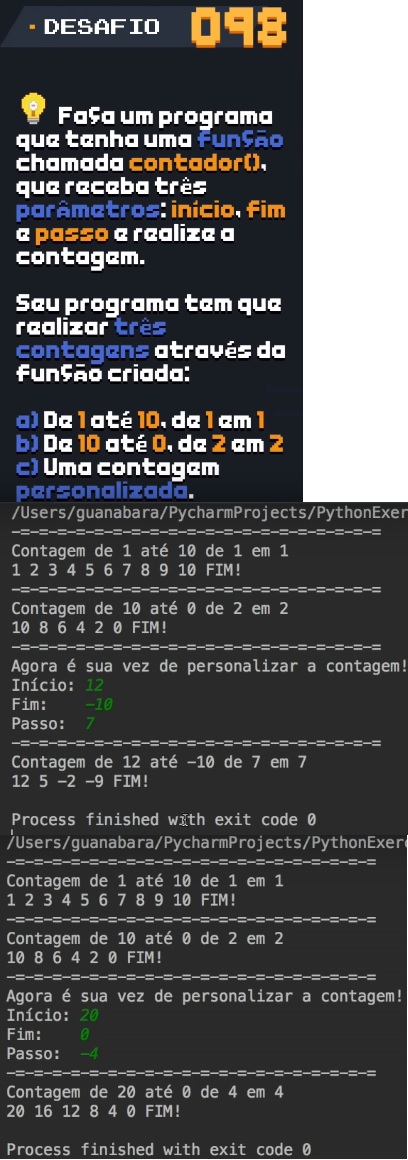 · DESAFIO 098
Faça um programa
que tenha uma função
chamada contador(),
que receba três
parâmetros: início, fim
e passo e realize a
contagem.
Seu programa tem que
realizar três
contagens através da
função criada:
a) De 1 até 10, de 1 em 1
b) De 10 até 0, de 2 em 2
c) Uma contagem
personalizada.
/Users/guanabara/PycharmProjects/PythonExer
-=-=-=-=-=-=-=-=-=-=-=-=-=-=-=-=-=-=-=-=
Contagem de 1 até 10 de 1 em 1
1 2 3 4 5 6 7 8 9 10 FIM!
-=-=-=-=-=-=-=-=-=-=-=-=-=-=-=-=-=-=-=-=
Contagem de 10 até 0 de 2 em 2
10 8 6 4 2 0 FIM!
-=-=-=-=-=-=-=-=-=-=-=-=-=-=-=-=-=-=-=-=
Agora é sua vez de personalizar a contagem!
Início: 12
Fim: -10
Passo: 7
-=-=-=-=-=-=-=-=-=-=-=-=-=-=-=-=-=-=-=-=
Contagem de 12 até -10 de 7 em 7
12 5 -2 -9 FIM!
Process finished with exit code 0
/Users/guanabara/PycharmProjects/PythonExer
-=-=-=-=-=-=-=-=-=-=-=-=-=-=-=-=-=-=-=-=
Contagem de 1 até 10 de 1 em 1
1 2 3 4 5 6 7 8 9 10 FIM!
-=-=-=-=-=-=-=-=-=-=-=-=-=-=-=-=-=-=-=-=
Contagem de 10 até 0 de 2 em 2
10 8 6 4 2 0 FIM!
-=-=-=-=-=-=-=-=-=-=-=-=-=-=-=-=-=-=-=-=
Agora é sua vez de personalizar a contagem!
Início: 20
Fim: 0
Passo: -4
-=-=-=-=-=-=-=-=-=-=-=-=-=-=-=-=-=-=-=-=
Contagem de 20 até 0 de 4 em 4
20 16 12 8 4 0 FIM!
Process finished with exit code 0